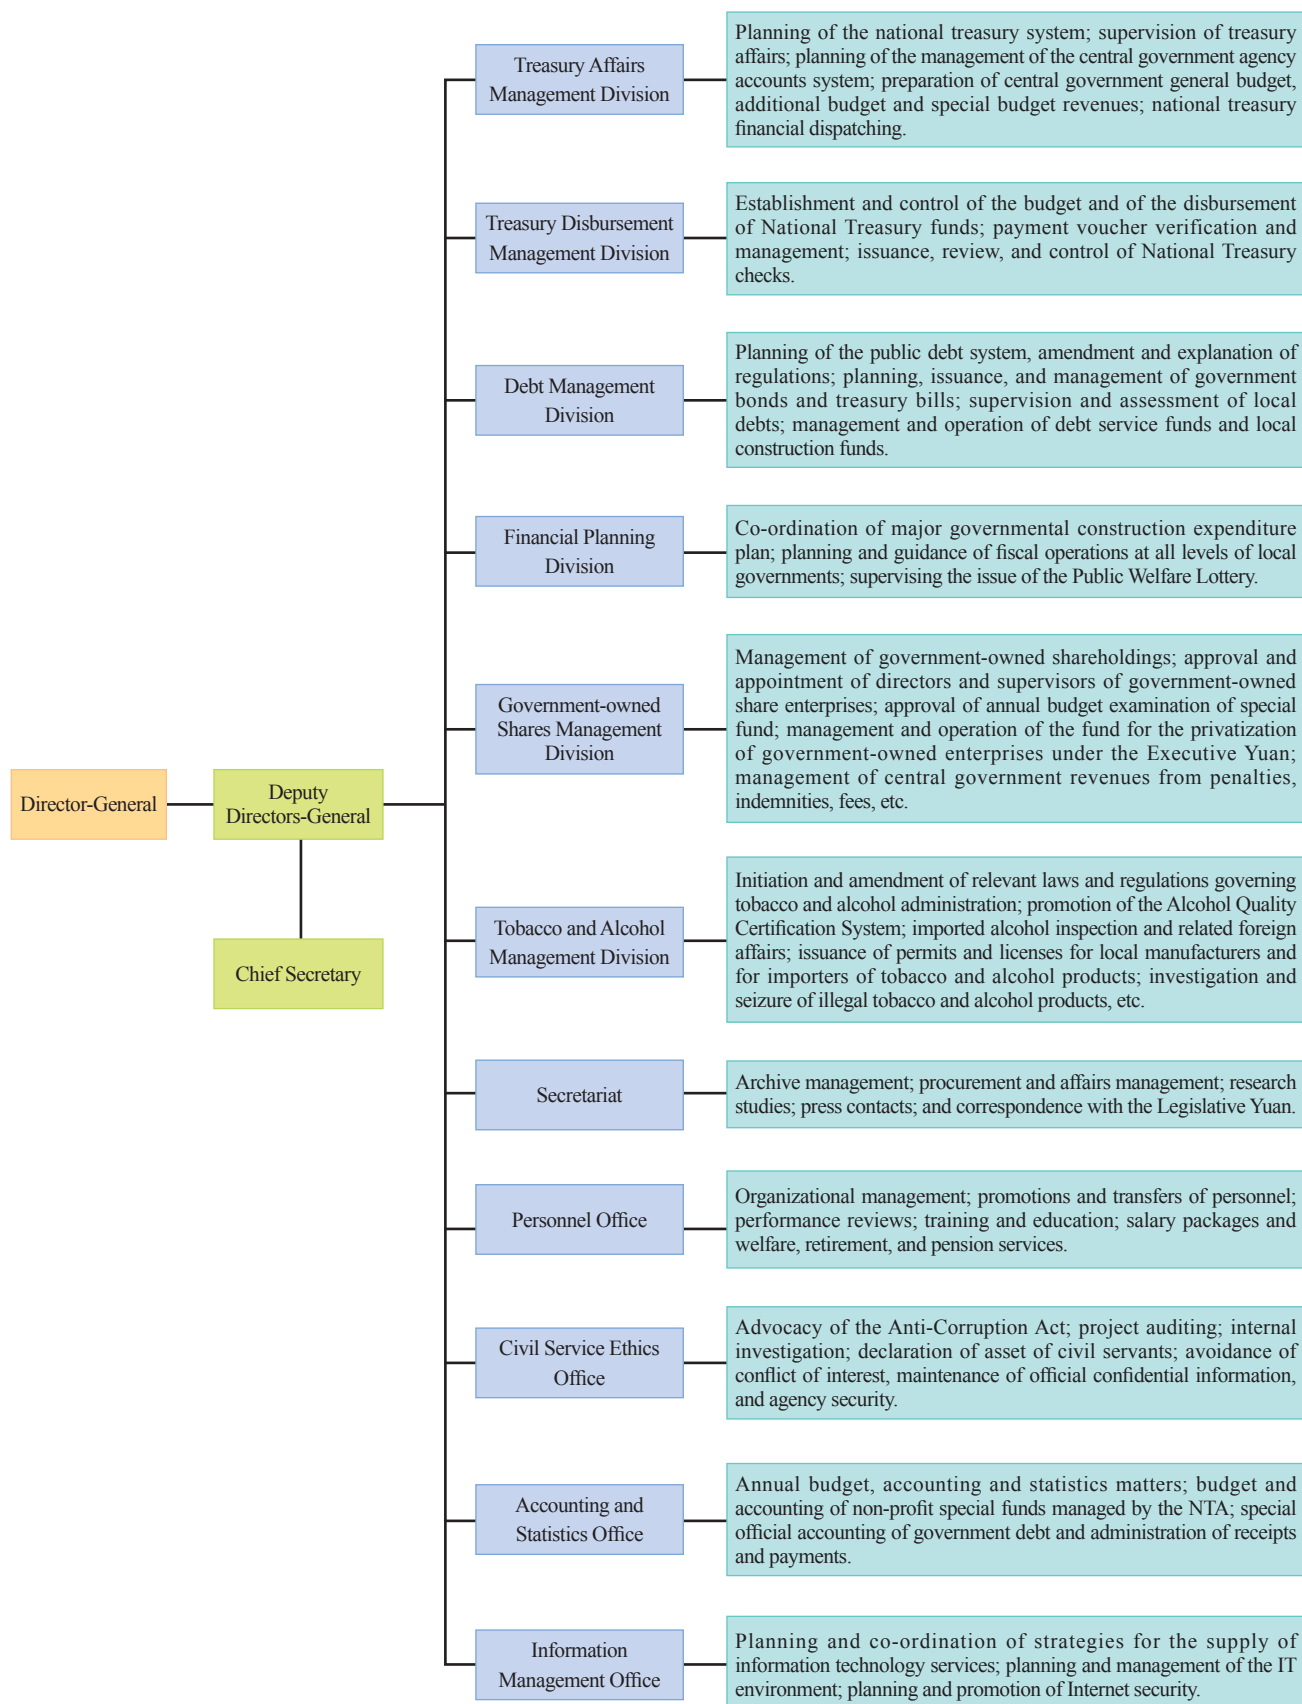 Director-General
Deputy
Directors-General
Chief Secretary
Treasury Affairs
Management Division
Planning of the national treasury system; supervision of treasury
affairs; planning of the management of the central government agency
accounts system; preparation of central government general budget,
additional budget and special budget revenues; national treasury
financial dispatching.
Treasury Disbursement
Management Division
Establishment and control of the budget and of the disbursement
of National Treasury funds; payment voucher verification and
management; issuance, review, and control of National Treasury
checks.
Debt Management
Division
Planning of the public debt system, amendment and explanation of
regulations; planning, issuance, and management of government
bonds and treasury bills; supervision and assessment of local
debts; management and operation of debt service funds and local
construction funds.
Financial Planning
Division
Co-ordination of major governmental construction expenditure
plan; planning and guidance of fiscal operations at all levels of local
governments; supervising the issue of the Public Welfare Lottery.
Government-owned
Shares Management
Division
Management of government-owned shareholdings; approval and
appointment of directors and supervisors of government-owned
share enterprises; approval of annual budget examination of special
fund; management and operation of the fund for the privatization
of government-owned enterprises under the Executive Yuan;
management of central government revenues from penalties,
indemnities, fees, etc.
Tobacco and Alcohol
Management Division
Initiation and amendment of relevant laws and regulations governing
tobacco and alcohol administration; promotion of the Alcohol Quality
Certification System; imported alcohol inspection and related foreign
affairs; issuance of permits and licenses for local manufacturers and
for importers of tobacco and alcohol products; investigation and
seizure of illegal tobacco and alcohol products, etc.
Secretariat
Archive management; procurement and affairs management; research
studies; press contacts; and correspondence with the Legislative Yuan.
Personnel Office
Organizational management; promotions and transfers of personnel;
performance reviews; training and education; salary packages and
welfare, retirement, and pension services.
Civil Service Ethics
Office
Advocacy of the Anti-Corruption Act; project auditing; internal
investigation; declaration of asset of civil servants; avoidance of
conflict of interest, maintenance of official confidential information,
and agency security.
Accounting and
Statistics Office
Annual budget, accounting and statistics matters; budget and
accounting of non-profit special funds managed by the NTA; special
official accounting of government debt and administration of receipts
and payments.
Information
Management Office
Planning and co-ordination of strategies for the supply of
information technology services; planning and management of the IT
environment; planning and promotion of Internet security.